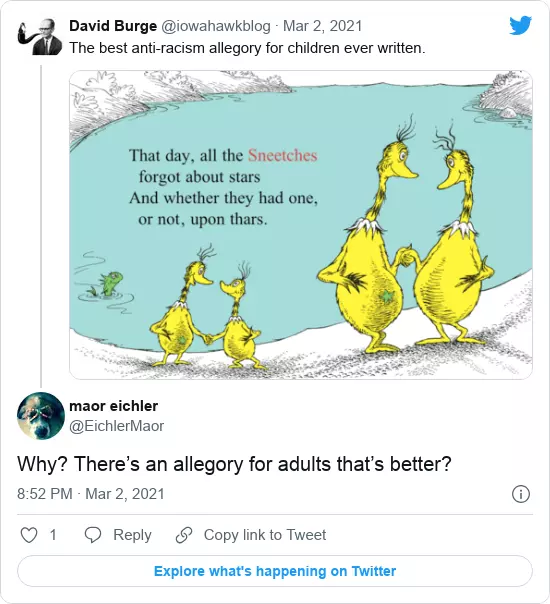 David Burge @iowahawkblog · Mar 2, 2021
The best anti-racism allegory for children ever written.
That day, all the Sneetches
forgot about stars
And whether they had one,
or not, upon thars.
maor eichler
@EichlerMaor
Why? There’s an allegory for adults that’s better?
8:52 PM · Mar 2, 2021
1 Reply Copy link to Tweet
Explore what's happening on Twitter